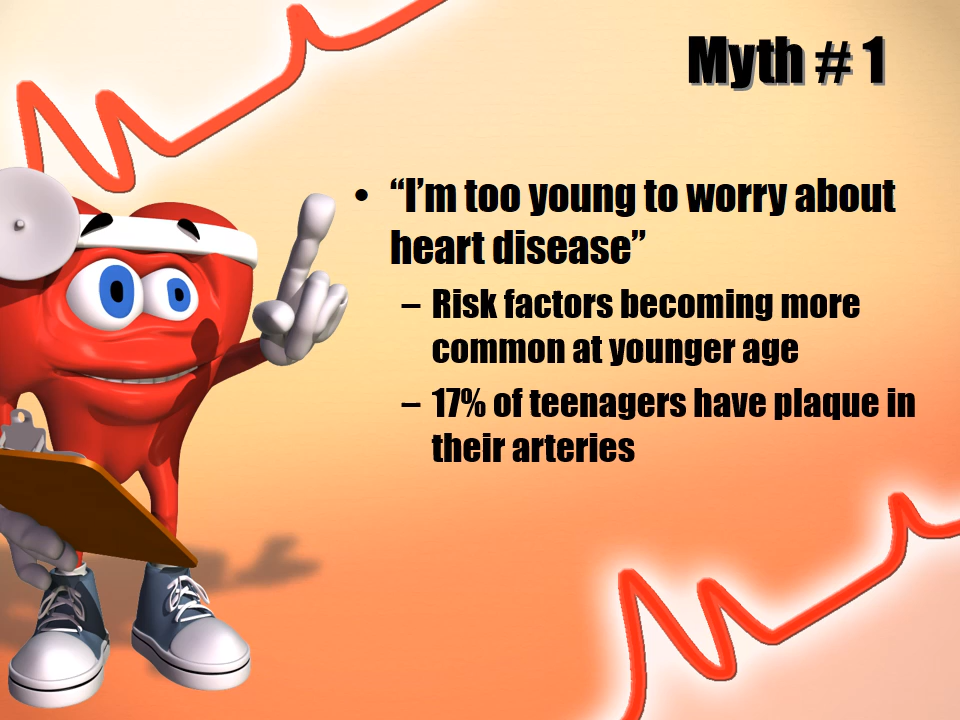 Myth # 1
• “I’m too young to worry about
heart disease”
– Risk factors becoming more
common at younger age
– 17% of teenagers have plaque in
their arteries